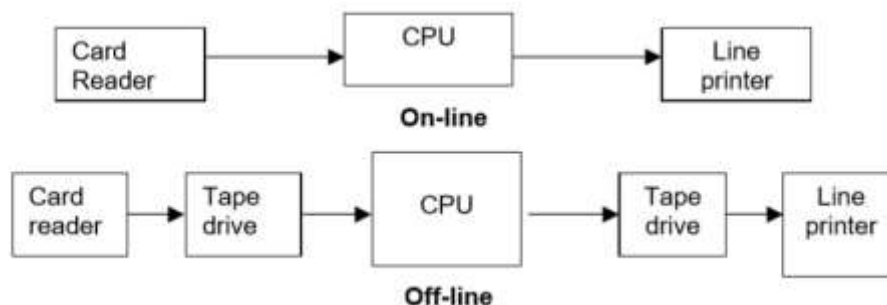 Card
Reader
CPU
Line
printer
On-line
Card
reader
Tape
drive
CPU
Tape
drive
Line
printer
Off-line